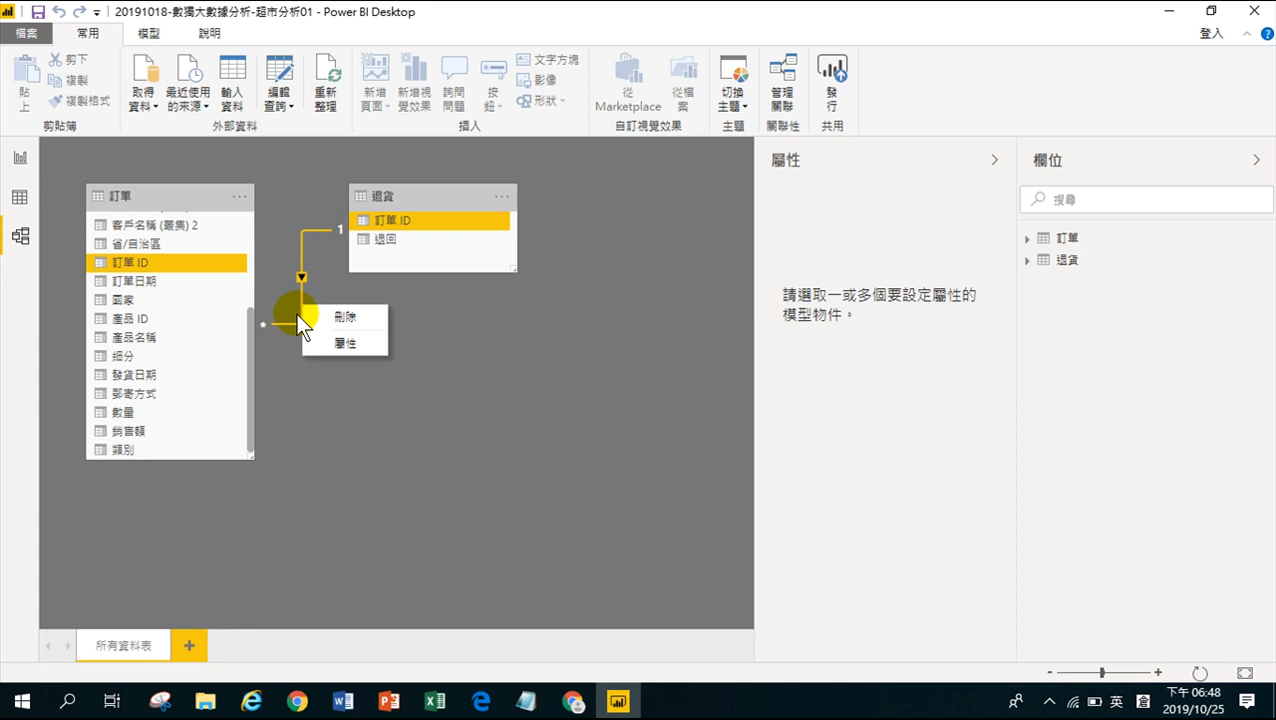 20191018-數獨大數據分析-超市分析01 - Power BI Desktop
檔案 常用 模型 說明 登入
貼上 剪下 複製 複製格式
取得資料 最近使用的來源 輸入資料 編輯查詢 重新整理
新增頁面 新增視覺效果 詢問問題 按鈕 文字方塊 影像 形狀
從 Marketplace 從檔案 切換主題 管理關聯 發行
剪貼簿 外部資料 插入 自訂視覺效果 主題 關聯性 共用
訂單 ...
客戶名稱 (叢集) 2
省/自治區
訂單 ID
訂單日期
國家
產品 ID
產品名稱
細分
發貨日期
郵寄方式
數量
銷售額
類別
退貨 ...
訂單 ID
退回
1
*
刪除
屬性
屬性
請選取一或多個要設定屬性的
模型物件。
欄位
搜尋
訂單
退貨
所有資料表
英
倉
下午 06:48
2019/10/25